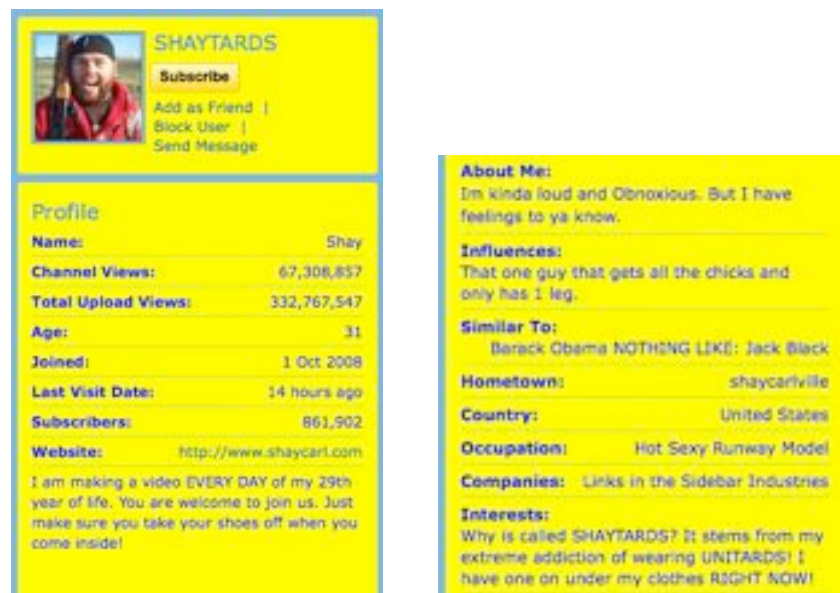 SHAYTARDS
Subscribe
Add as Friend |
Block User |
Send Message
Profile
Name: Shay
Channel Views: 67,308,857
Total Upload Views: 332,767,547
Age: 31
Joined: 1 Oct 2008
Last Visit Date: 14 hours ago
Subscribers: 861,902
Website: http://www.shaycarl.com
I am making a video EVERY DAY of my 29th
year of life. You are welcome to join us. Just
make sure you take your shoes off when you
come inside!
About Me:
Im kinda loud and Obnoxious. But I have
feelings to ya know.
Influences:
That one guy that gets all the chicks and
only has 1 leg.
Similar To:
Barack Obama NOTHING LIKE: Jack Black
Hometown: shaycarlville
Country: United States
Occupation: Hot Sexy Runway Model
Companies: Links in the Sidebar Industries
Interests:
Why is called SHAYTARDS? It stems from my
extreme addiction of wearing UNITARDS! I
have one on under my clothes RIGHT NOW!